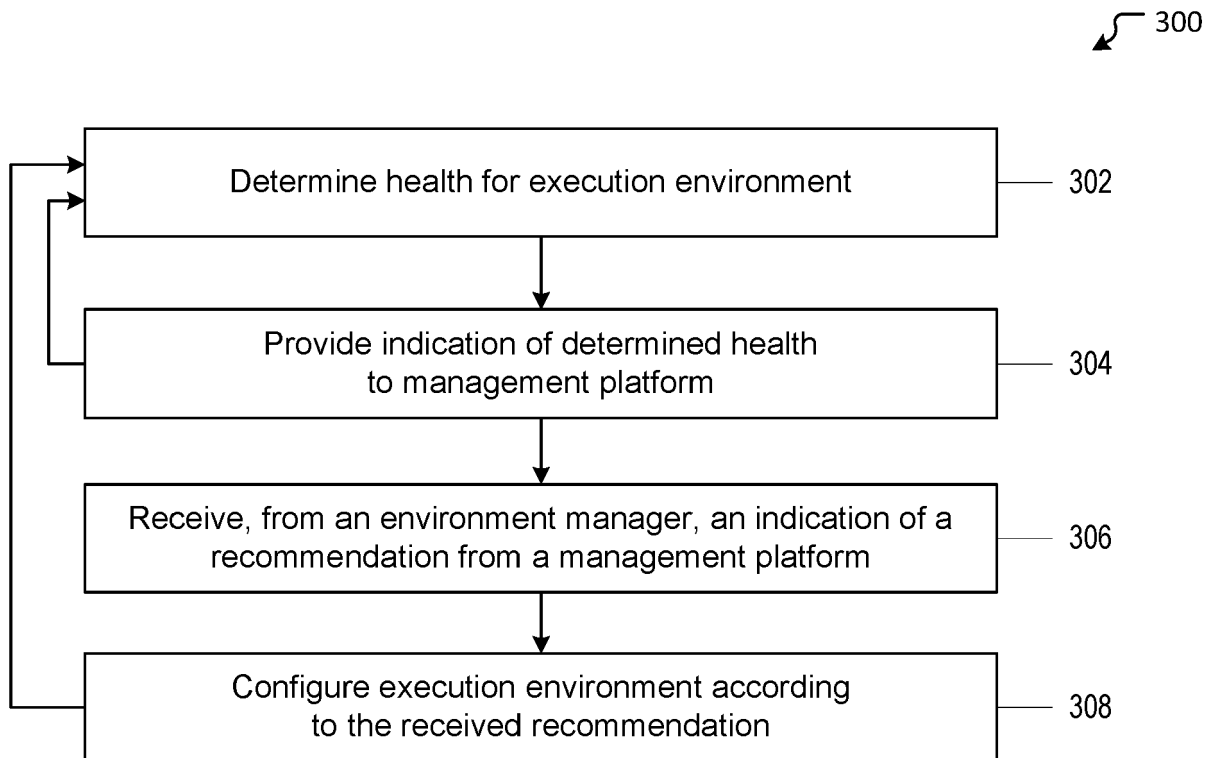 300
Determine health for execution environment
302
Provide indication of determined health
to management platform
304
Receive, from an environment manager, an indication of a
recommendation from a management platform
306
Configure execution environment according
to the received recommendation
308